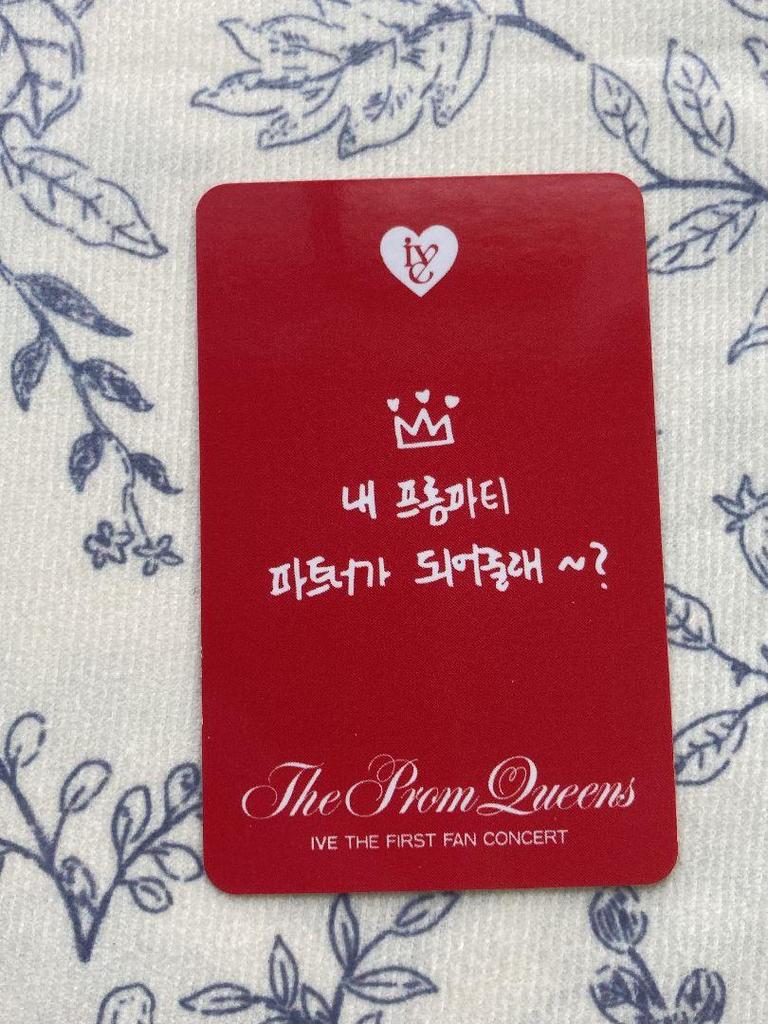 ive
내 프롬파티
파트너가 되어줄래 ~?
The Prom Queens
IVE THE FIRST FAN CONCERT